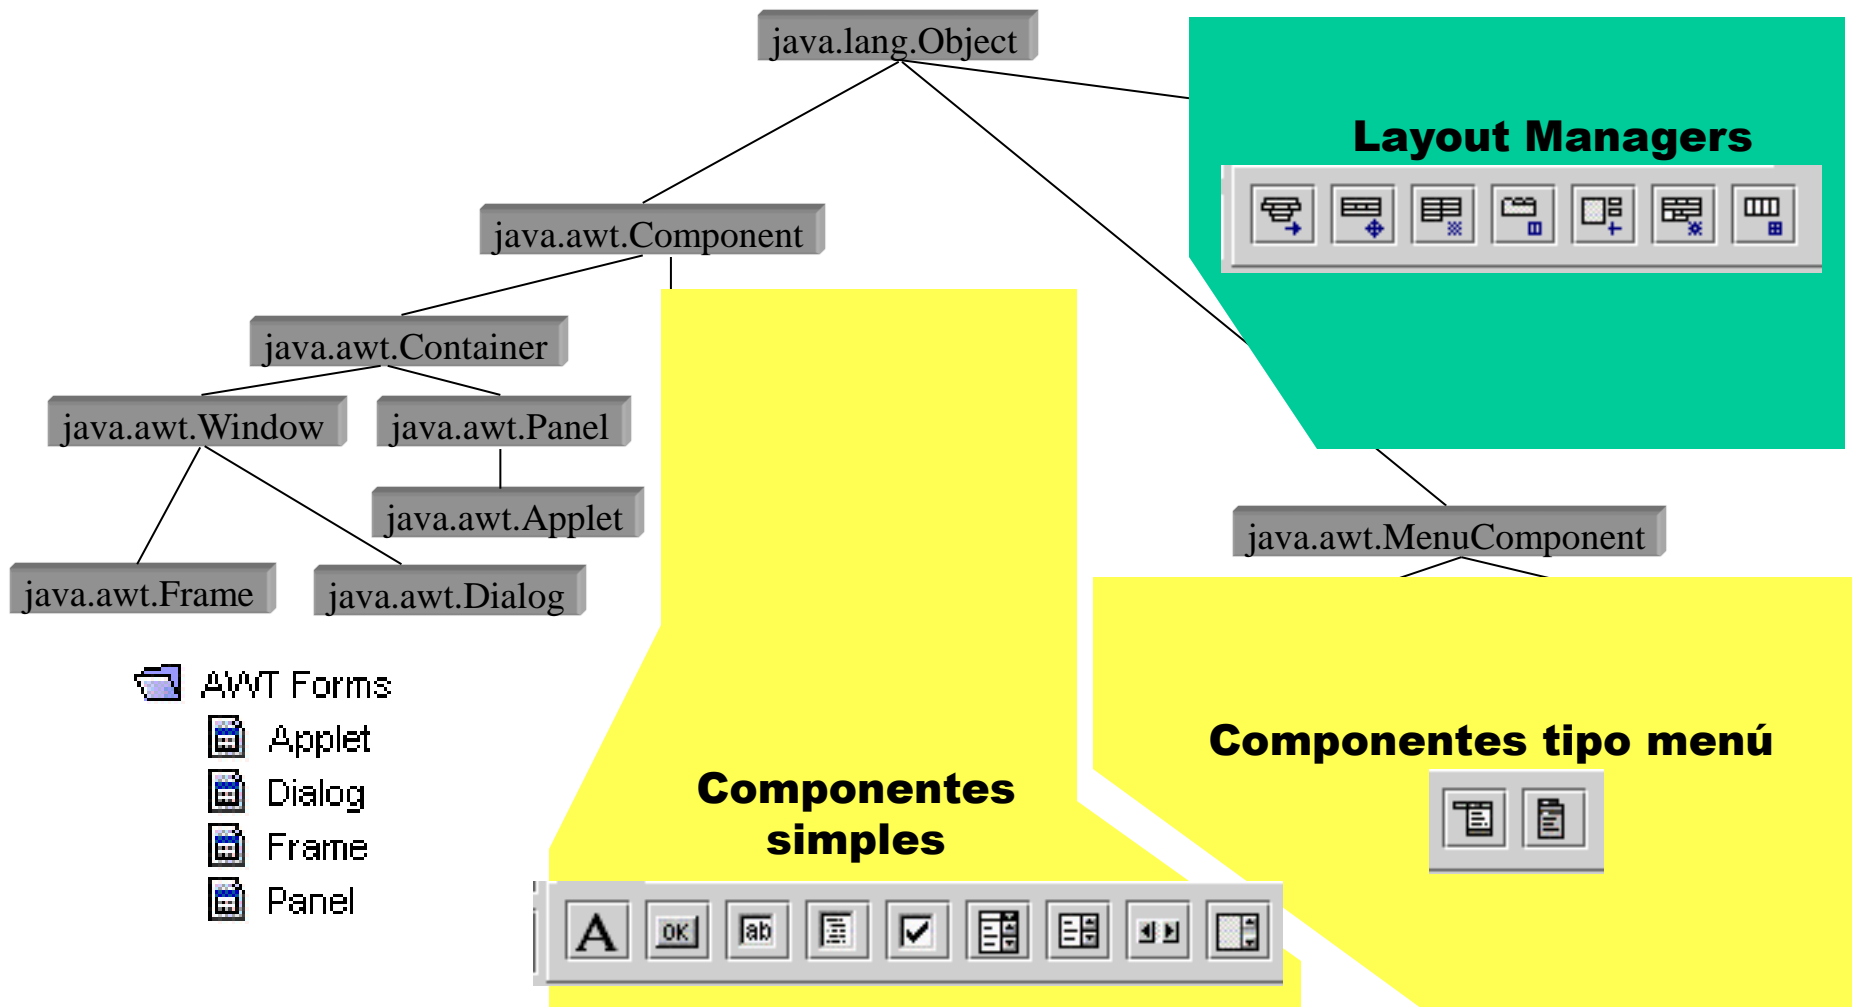 java.lang.Object
Layout Managers
java.awt.Component
java.awt.Container
java.awt.Window
java.awt.Panel
java.awt.Applet
java.awt.MenuComponent
java.awt.Frame
java.awt.Dialog
AWT Forms
Applet
Dialog
Frame
Panel
Componentes tipo menú
Componentes
simples
A
OK
ab